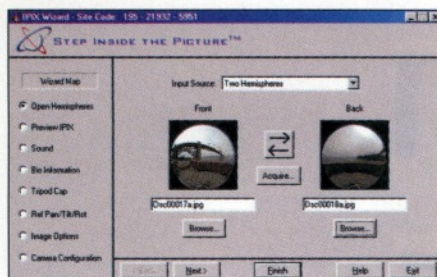 IPIX Wizard - Site Code 195 - 21932 - 5951
STEP INSIDE THE PICTURE™
Wizard Map
Open Hemispheres
Preview IPIX
Sound
Bio Information
Tripod Cap
Ref Pan/Tilt/Rot
Image Options
Camera Configuration
Input Source: Two Hemispheres
Front Back
Acquire...
Dsc00017a.jpg Dsc00018a.jpg
Browse... Browse...
Next > Finish Help Exit